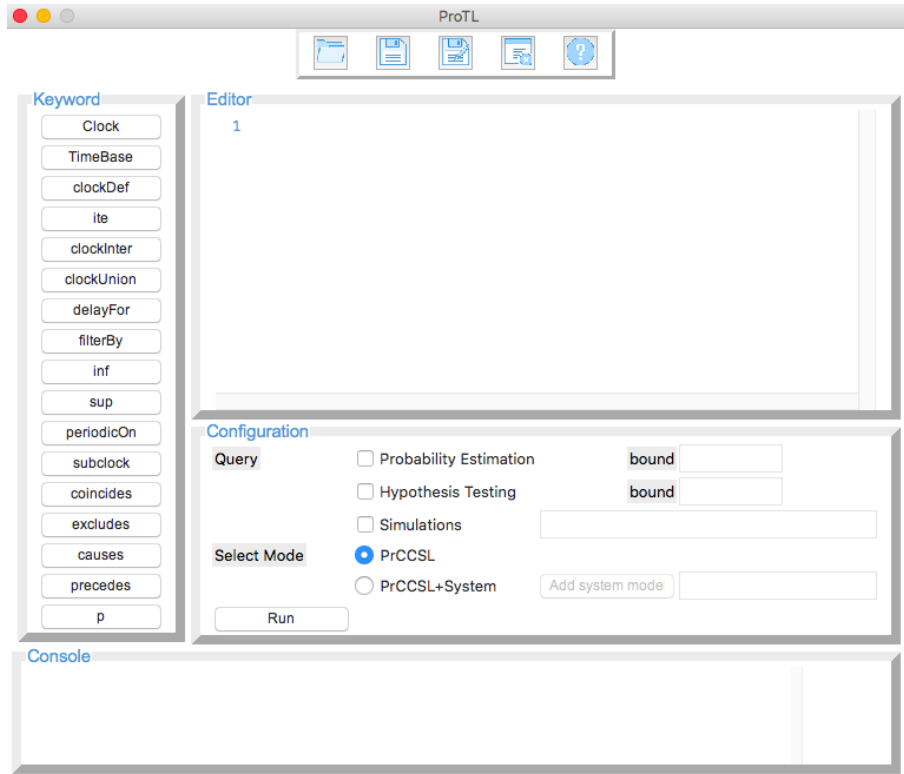 ProTL
?
Keyword
Clock
TimeBase
clockDef
ite
clockInter
clockUnion
delayFor
filterBy
inf
sup
periodicOn
subclock
coincides
excludes
causes
precedes
p
Editor
1
Configuration
Query Probability Estimation bound
Hypothesis Testing bound
Simulations
Select Mode PrCCSL
PrCCSL+System Add system model
Run
Console